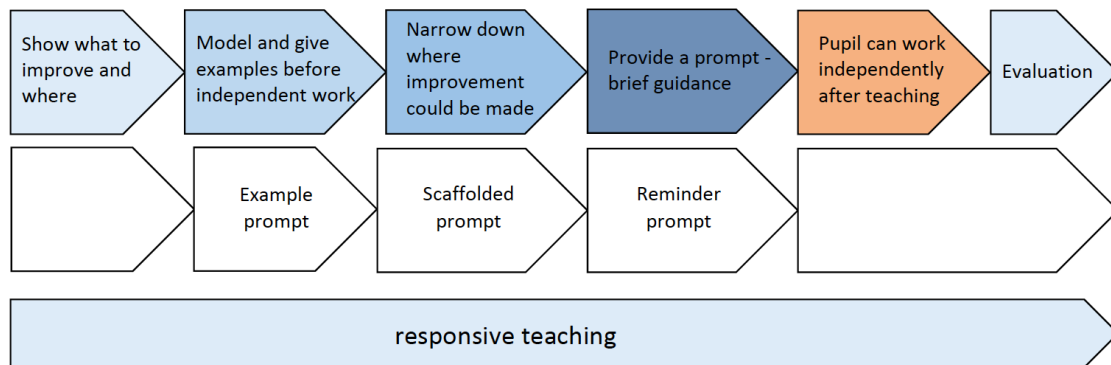 Show what to
improve and
where
Model and give
examples before
independent work
Narrow down
where
improvement
could be made
Provide a prompt -
brief guidance
Pupil can work
independently
after teaching
Evaluation
Example
prompt
Scaffolded
prompt
Reminder
prompt
responsive teaching